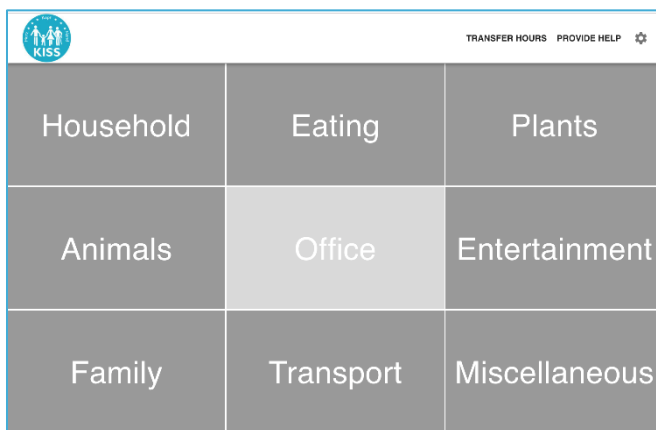 KISS
TRANSFER HOURS PROVIDE HELP
Household Eating Plants
Animals Office Entertainment
Family Transport Miscellaneous